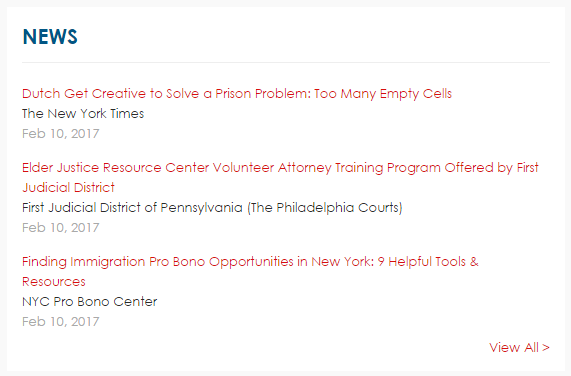 NEWS
Dutch Get Creative to Solve a Prison Problem: Too Many Empty Cells
The New York Times
Feb 10, 2017
Elder Justice Resource Center Volunteer Attorney Training Program Offered by First
Judicial District
First Judicial District of Pennsylvania (The Philadelphia Courts)
Feb 10, 2017
Finding Immigration Pro Bono Opportunities in New York: 9 Helpful Tools &
Resources
NYC Pro Bono Center
Feb 10, 2017
View All >